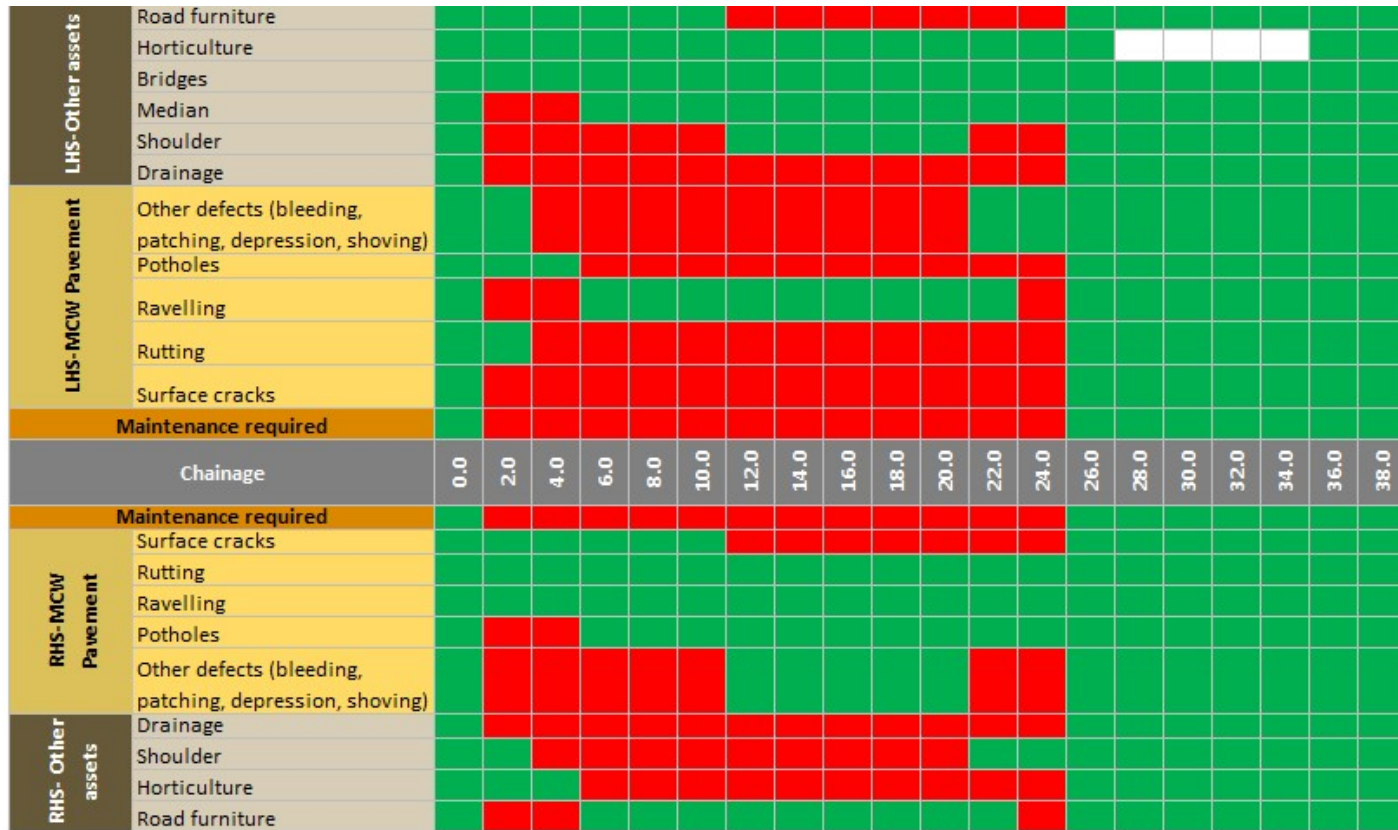 LHS-Other assets
Road furniture
Horticulture
Bridges
Median
Shoulder
Drainage
LHS-MCW Pavement
Other defects (bleeding,
patching, depression, shoving)
Potholes
Ravelling
Rutting
Surface cracks
Maintenance required
Chainage 0.0 2.0 4.0 6.0 8.0 10.0 12.0 14.0 16.0 18.0 20.0 22.0 24.0 26.0 28.0 30.0 32.0 34.0 36.0 38.0
Maintenance required
RHS-MCW
Pavement
Surface cracks
Rutting
Ravelling
Potholes
Other defects (bleeding,
patching, depression, shoving)
RHS- Other
assets
Drainage
Shoulder
Horticulture
Road furniture